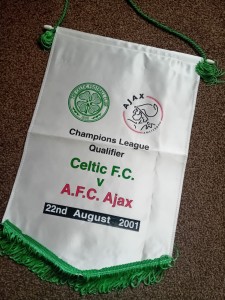 AJAX
Champions League
Qualifier
Celtic F.C.
v
A.F.C. Ajax
22nd August 2001